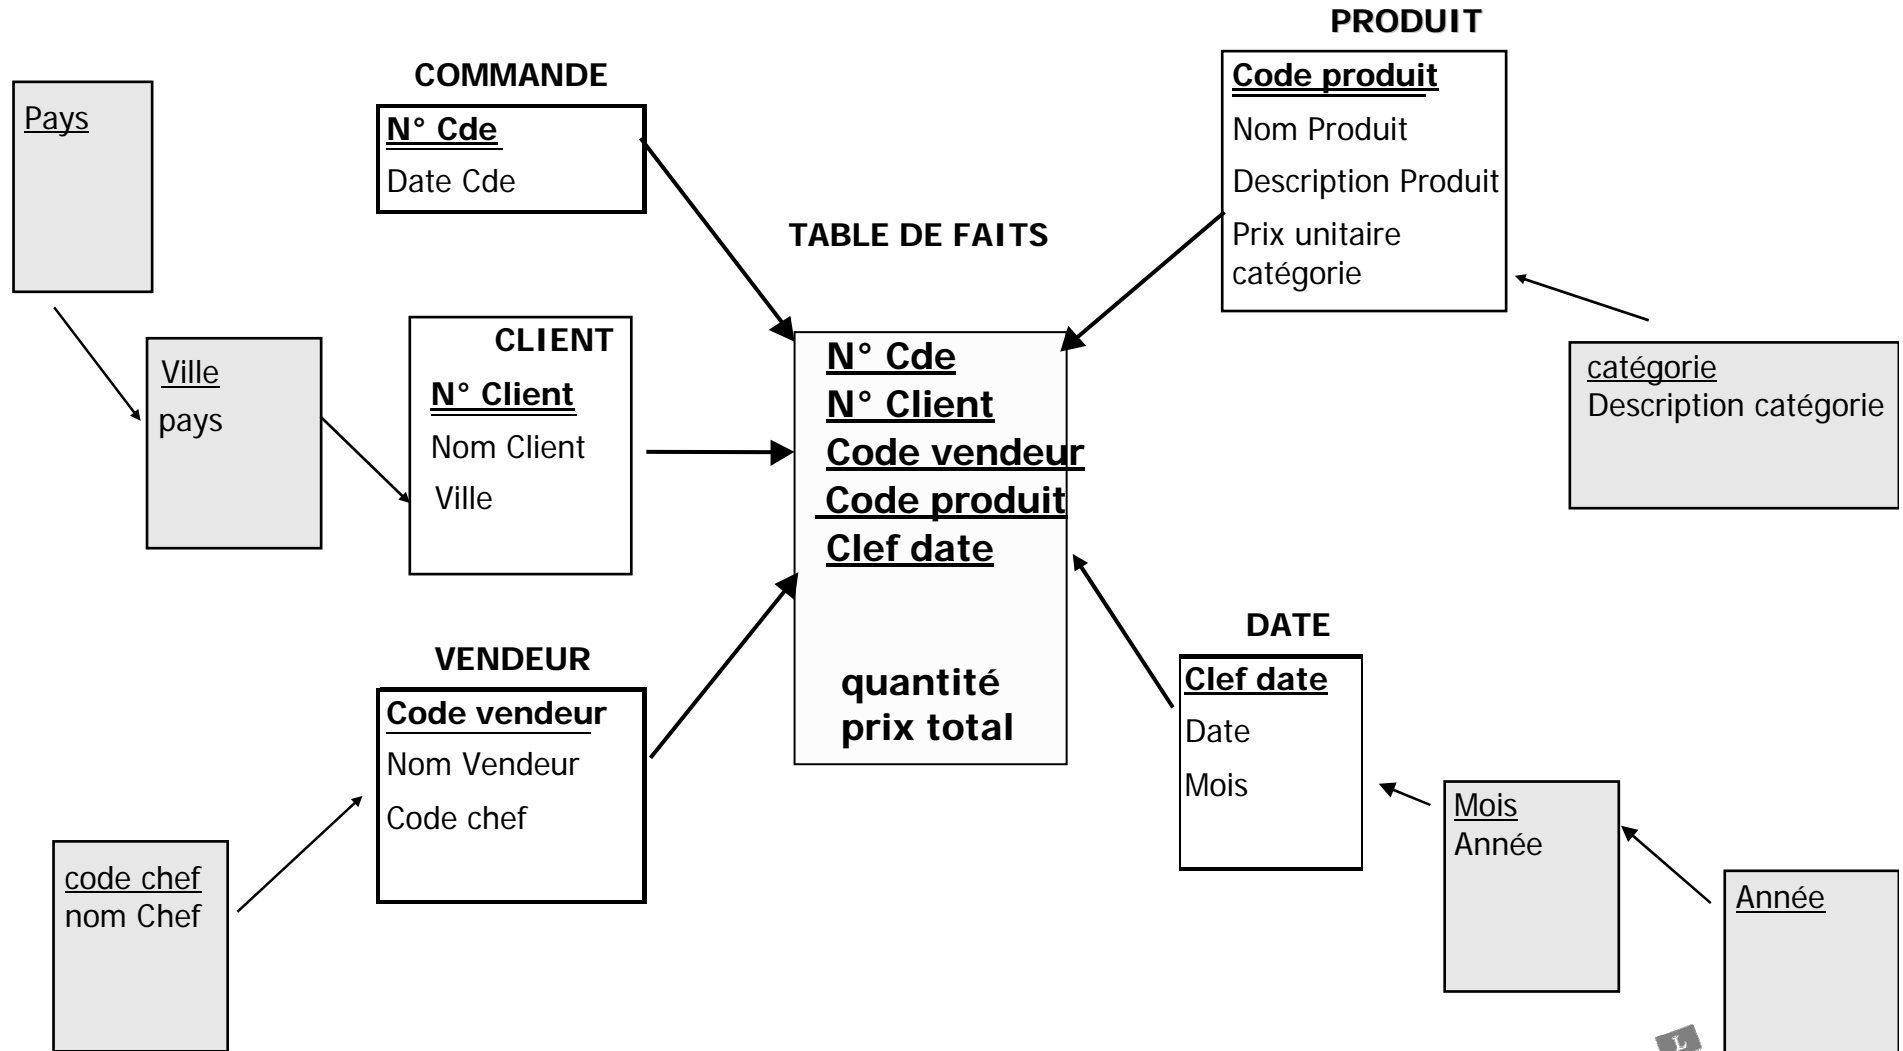 PRODUIT
COMMANDE
Code produit
Nom Produit
Description Produit
Prix unitaire
catégorie
Pays
N° Cde
Date Cde
TABLE DE FAITS
CLIENT
N° Client
Nom Client
Ville
Ville
pays
N° Cde
N° Client
Code vendeur
Code produit
Clef date
quantité
prix total
catégorie
Description catégorie
VENDEUR
Code vendeur
Nom Vendeur
Code chef
DATE
Clef date
Date
Mois
code chef
nom Chef
Mois
Année
Année
L